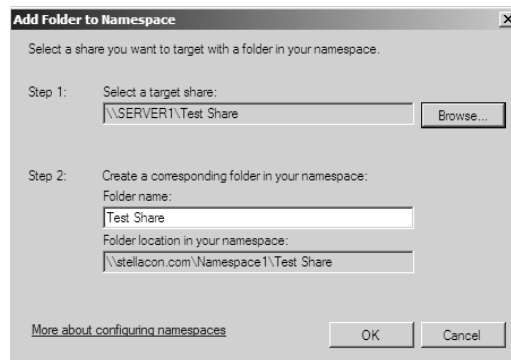 Add Folder to Namespace
Select a share you want to target with a folder in your namespace.
Step 1: Select a target share:
\\SERVER1\Test Share
Browse...
Step 2: Create a corresponding folder in your namespace:
Folder name:
Test Share
Folder location in your namespace:
\\stellacon.com\Namespace1\Test Share
More about configuring namespaces
OK Cancel